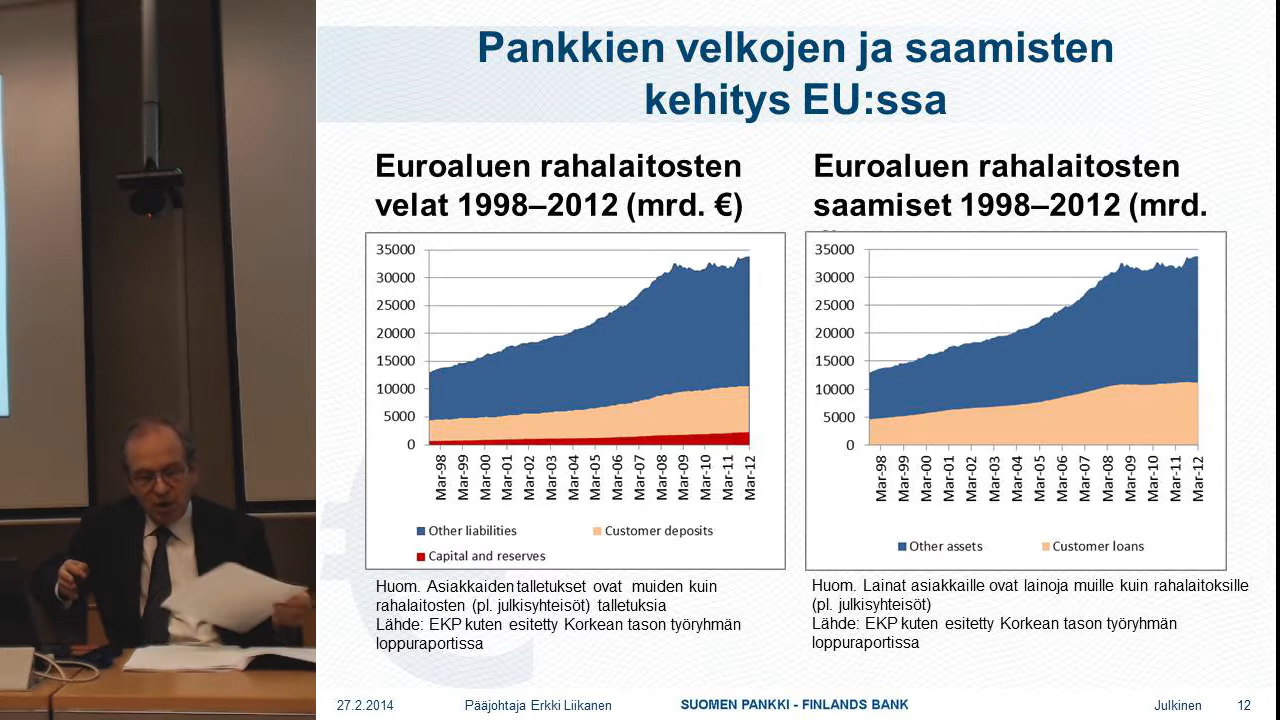 Pankkien velkojen ja saamisten
kehitys EU:ssa
Euroaluen rahalaitosten
velat 1998–2012 (mrd. €)
35000
30000
25000
20000
15000
10000
5000
0
Mar-98
Mar-99
Mar-00
Mar-01
Mar-02
Mar-03
Mar-04
Mar-05
Mar-06
Mar-07
Mar-08
Mar-09
Mar-10
Mar-11
Mar-12
Other liabilities
Customer deposits
Capital and reserves
Huom. Asiakkaiden talletukset ovat muiden kuin
rahalaitosten (pl. julkisyhteisöt) talletuksia
Lähde: EKP kuten esitetty Korkean tason työryhmän
loppuraportissa
Euroaluen rahalaitosten
saamiset 1998–2012 (mrd.
35000
30000
25000
20000
15000
10000
5000
0
Mar-98
Mar-99
Mar-00
Mar-01
Mar-02
Mar-03
Mar-04
Mar-05
Mar-06
Mar-07
Mar-08
Mar-09
Mar-10
Mar-11
Mar-12
Other assets
Customer loans
Huom. Lainat asiakkaille ovat lainoja muille kuin rahalaitoksille
(pl. julkisyhteisöt)
Lähde: EKP kuten esitetty Korkean tason työryhmän
loppuraportissa
27.2.2014
Pääjohtaja Erkki Liikanen
SUOMEN PANKKI - FINLANDS BANK
Julkinen
12